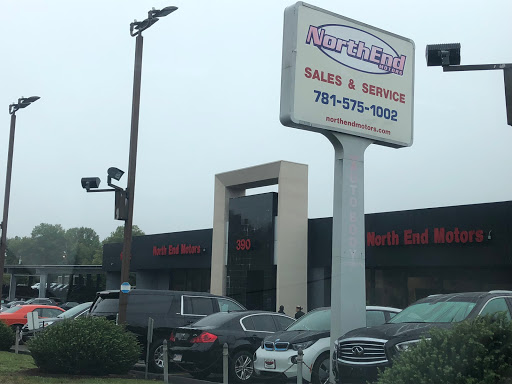 NorthEnd
MOTORS
SALES & SERVICE
781-575-1002
northendmotors.com
North End Motors
390
North End Motors